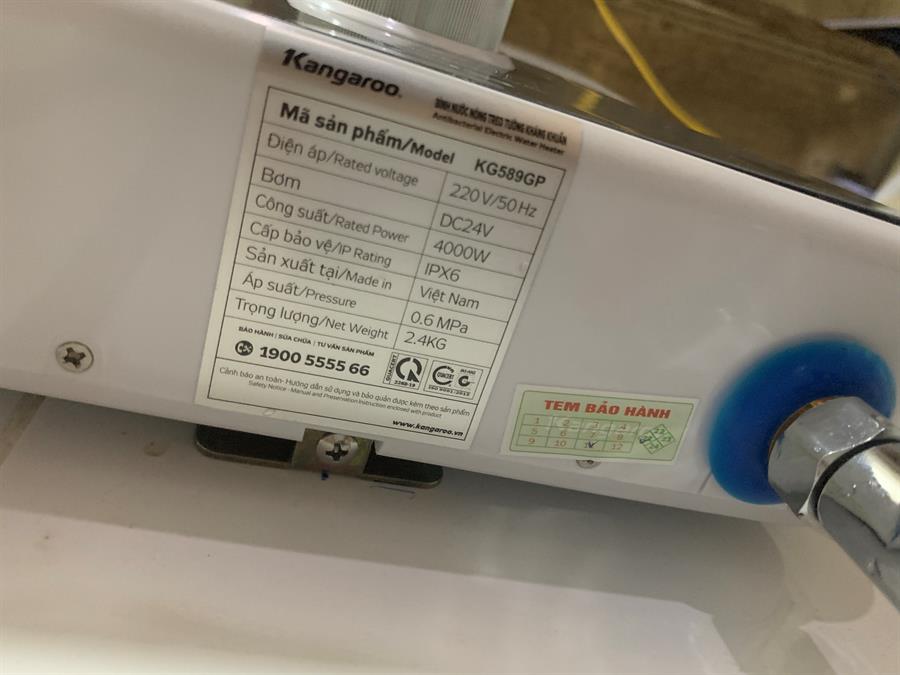 Kangaroo
BÌNH NƯỚC NÓNG TREO TƯỜNG KHÁNG KHUẨN
Antibacterial Electric Water Heater
Mã sản phẩm/Model KG589GP
Điện áp/Rated voltage 220V/50Hz
Bơm DC24V
Công suất/Rated Power 4000W
Cấp bảo vệ/IP Rating IPX6
Sản xuất tại/Made in Việt Nam
Áp suất/Pressure 0.6 MPa
Trọng lượng/Net Weight 2.4KG
BẢO HÀNH | SỬA CHỮA | TƯ VẤN SẢN PHẨM
1900 5555 66
QUACERT
QUACERT
ISO 9001:2015
Cảnh báo an toàn- Hướng dẫn sử dụng và bảo quản được kèm theo sản phẩm
Safety Notice - Manual and Preservation Instruction enclosed with product
www.kangaroo.vn
TEM BẢO HÀNH
1 2 3 4
5 6 8
9 10 12